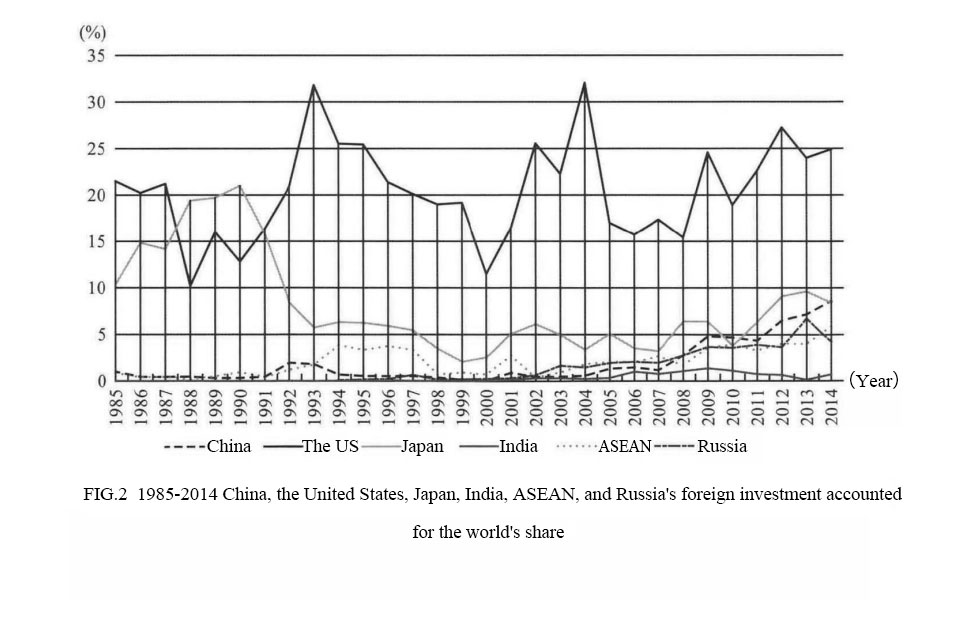 (%)
35
30
25
20
15
10
5
0
(Year)
1985 1986 1987 1988 1989 1990 1991 1992 1993 1994 1995 1996 1997 1998 1999 2000 2001 2002 2003 2004 2005 2006 2007 2008 2009 2010 2011 2012 2013 2014
China The US Japan India ASEAN Russia
FIG.2 1985-2014 China, the United States, Japan, India, ASEAN, and Russia's foreign investment accounted
for the world's share